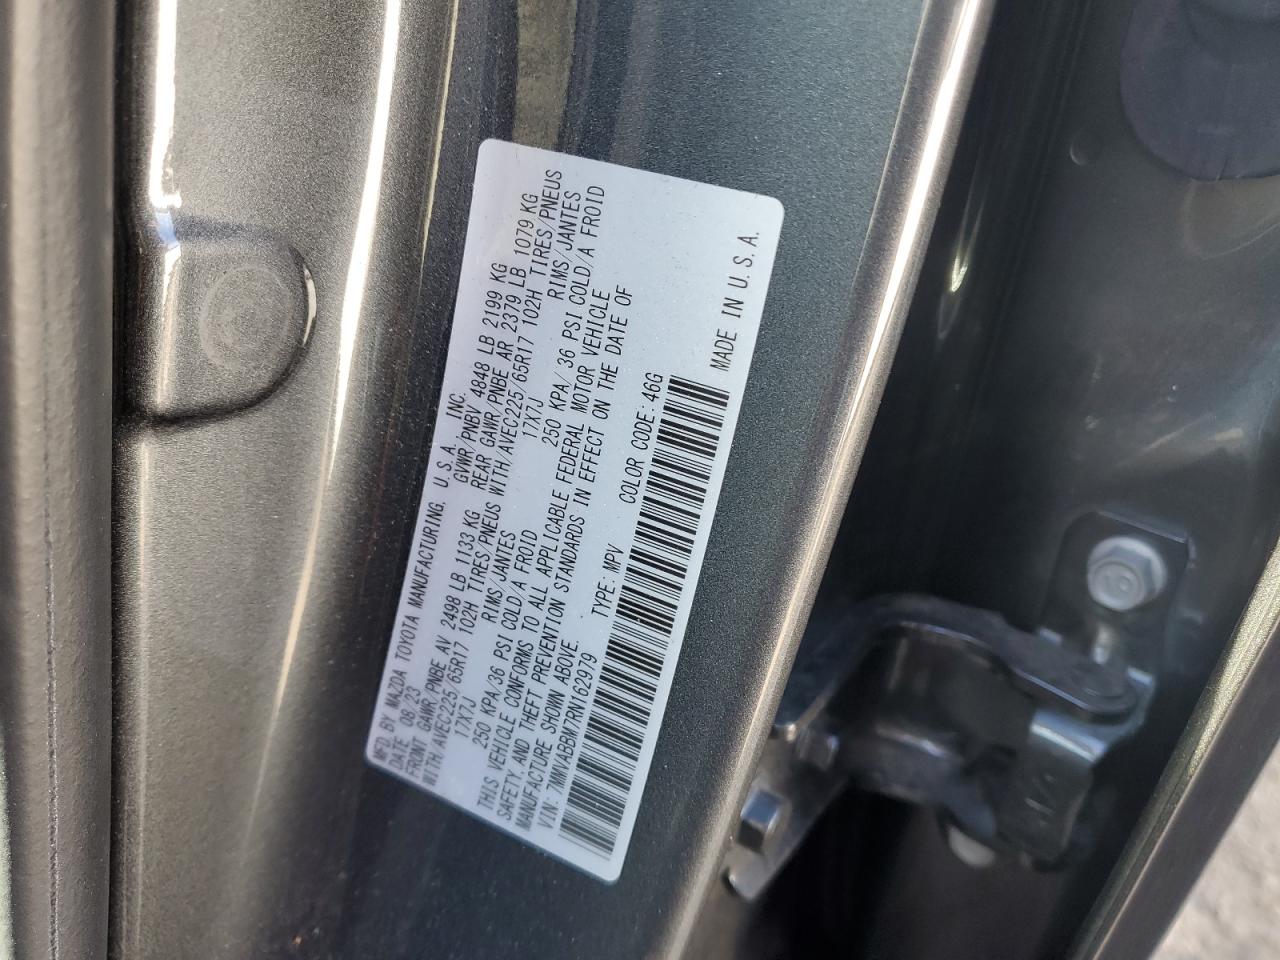 MFD. BY MAZDA TOYOTA MANUFACTURING, U.S.A., INC.
DATE 08/23 GVWR/PNBV 4848 LB 2199 KG
FRONT GAWR/PNBE AV 2498 LB 1133 KG REAR GAWR/PNBE AR 2379 LB 1079 KG
WITH/AVEC225/65R17 102H TIRES/PNEUS WITH/AVEC225/65R17 102H TIRES/PNEUS
17X7J RIMS/JANTES 17X7J RIMS/JANTES
250 KPA/36 PSI COLD/A FROID 250 KPA/36 PSI COLD/A FROID
THIS VEHICLE CONFORMS TO ALL APPLICABLE FEDERAL MOTOR VEHICLE
SAFETY, AND THEFT PREVENTION STANDARDS IN EFFECT ON THE DATE OF
MANUFACTURE SHOWN ABOVE.
VIN: 7MMVABBM7RN162979 TYPE: MPV COLOR CODE: 46G
MADE IN U.S.A.